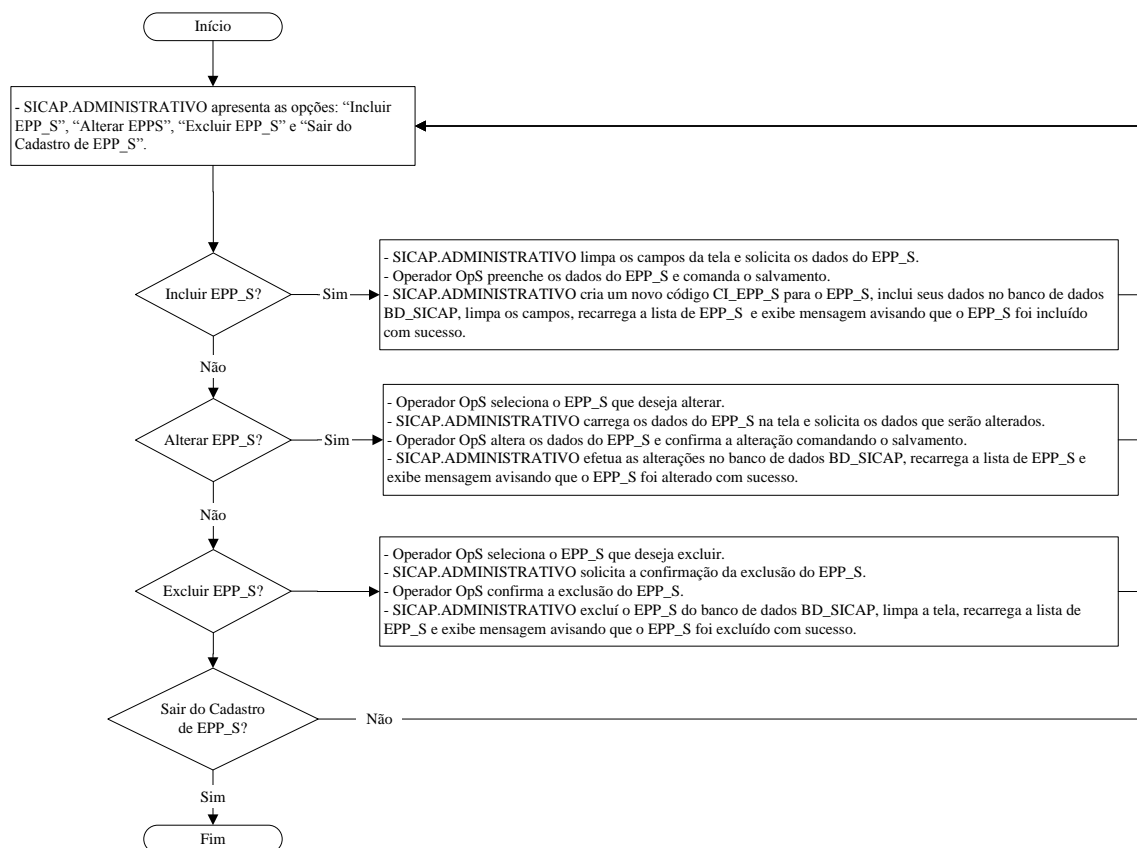 Início
- SICAP.ADMINISTRATIVO apresenta as opções: “Incluir
EPP_S”, “Alterar EPPS”, “Excluir EPP_S” e “Sair do
Cadastro de EPP_S”.
Incluir EPP_S?
Sim
- SICAP.ADMINISTRATIVO limpa os campos da tela e solicita os dados do EPP_S.
- Operador OpS preenche os dados do EPP_S e comanda o salvamento.
- SICAP.ADMINISTRATIVO cria um novo código CI_EPP_S para o EPP_S, inclui seus dados no banco de dados
BD_SICAP, limpa os campos, recarrega a lista de EPP_S e exibe mensagem avisando que o EPP_S foi incluído
com sucesso.
Não
Alterar EPP_S?
Sim
- Operador OpS seleciona o EPP_S que deseja alterar.
- SICAP.ADMINISTRATIVO carrega os dados do EPP_S na tela e solicita os dados que serão alterados.
- Operador OpS altera os dados do EPP_S e confirma a alteração comandando o salvamento.
- SICAP.ADMINISTRATIVO efetua as alterações no banco de dados BD_SICAP, recarrega a lista de EPP_S e
exibe mensagem avisando que o EPP_S foi alterado com sucesso.
Não
Excluir EPP_S?
Sim
- Operador OpS seleciona o EPP_S que deseja excluir.
- SICAP.ADMINISTRATIVO solicita a confirmação da exclusão do EPP_S.
- Operador OpS confirma a exclusão do EPP_S.
- SICAP.ADMINISTRATIVO excluí o EPP_S do banco de dados BD_SICAP, limpa a tela, recarrega a lista de
EPP_S e exibe mensagem avisando que o EPP_S foi excluído com sucesso.
Sair do Cadastro
de EPP_S?
Não
Sim
Fim